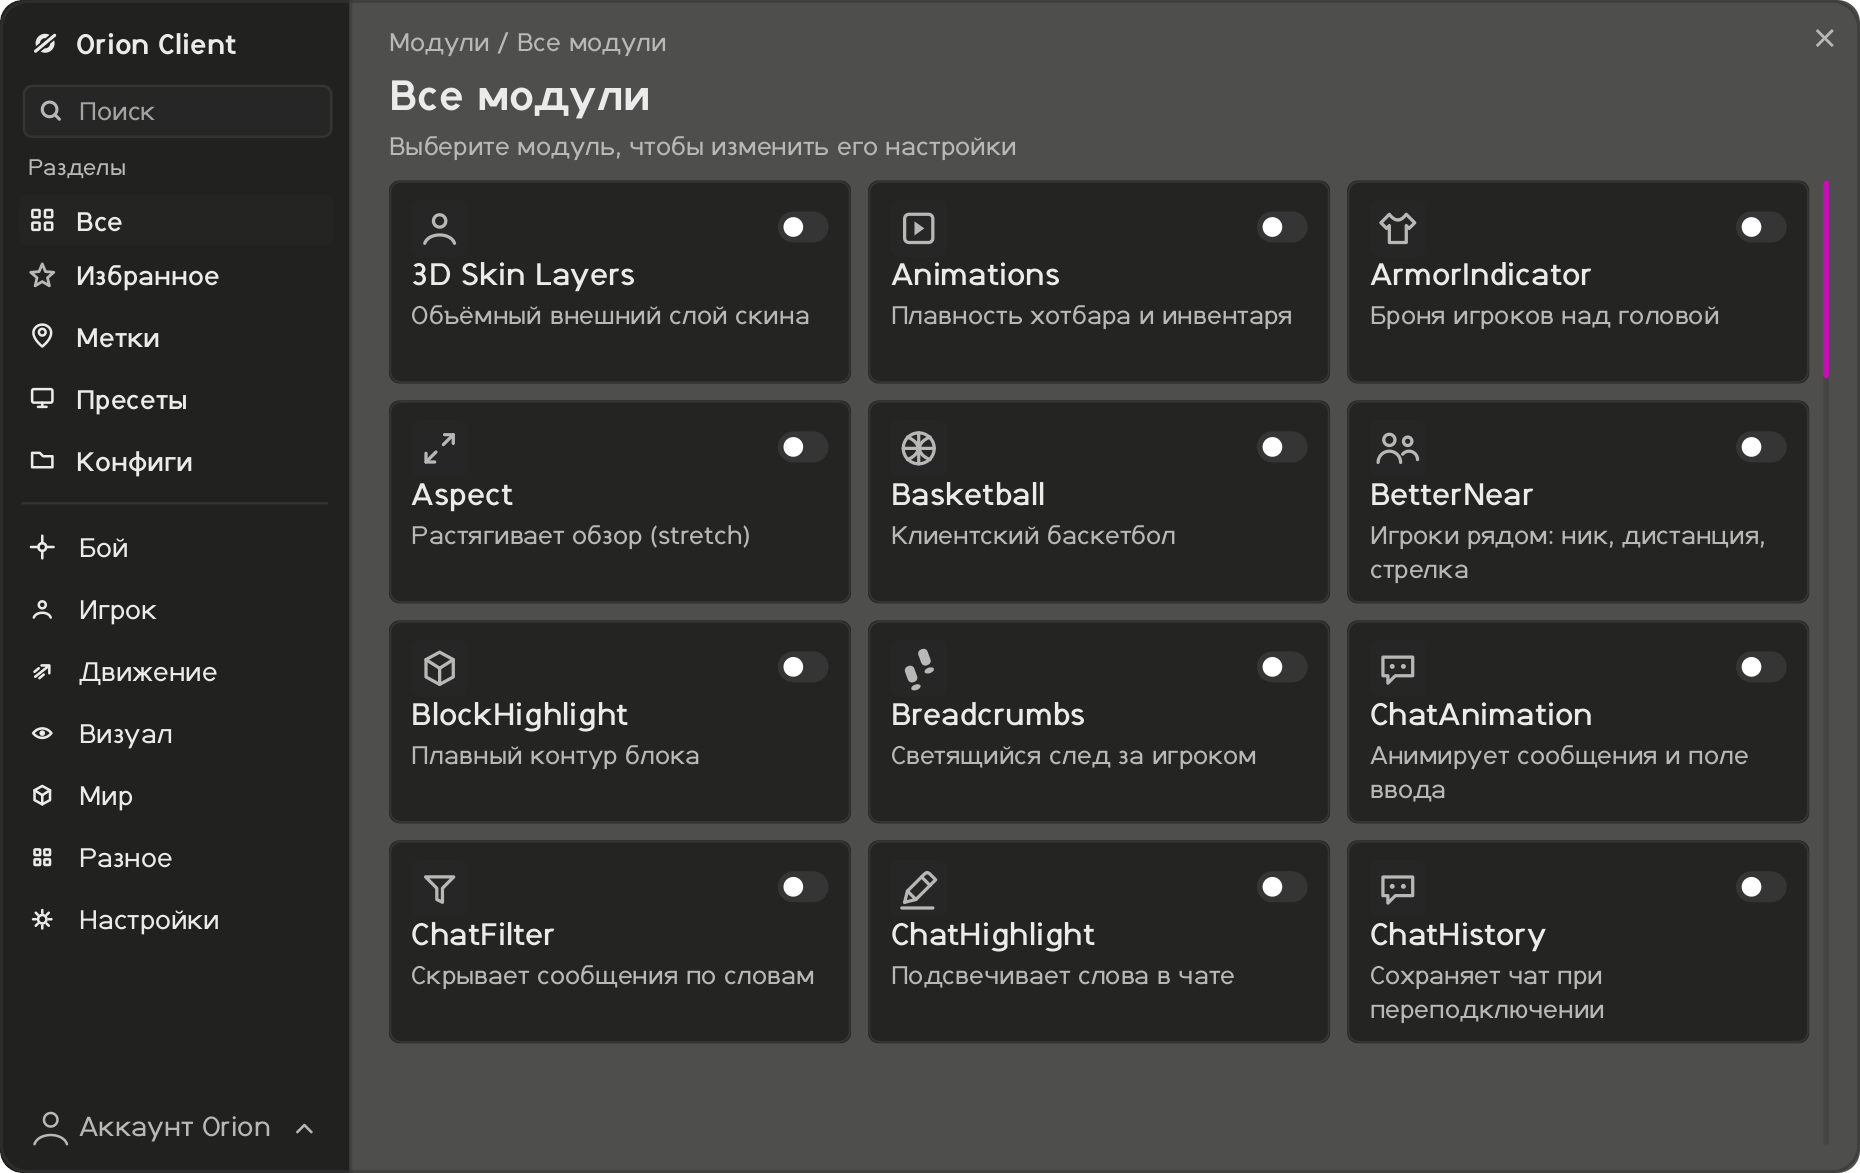 Orion Client
Поиск
Разделы
Все
Избранное
Метки
Пресеты
Конфиги
Бой
Игрок
Движение
Визуал
Мир
Разное
Настройки
Аккаунт Orion
Модули / Все модули
Все модули
Выберите модуль, чтобы изменить его настройки
3D Skin Layers
Объёмный внешний слой скина
Animations
Плавность хотбара и инвентаря
ArmorIndicator
Броня игроков над головой
Aspect
Растягивает обзор (stretch)
Basketball
Клиентский баскетбол
BetterNear
Игроки рядом: ник, дистанция,
стрелка
BlockHighlight
Плавный контур блока
Breadcrumbs
Светящийся след за игроком
ChatAnimation
Анимирует сообщения и поле
ввода
ChatFilter
Скрывает сообщения по словам
ChatHighlight
Подсвечивает слова в чате
ChatHistory
Сохраняет чат при
переподключении